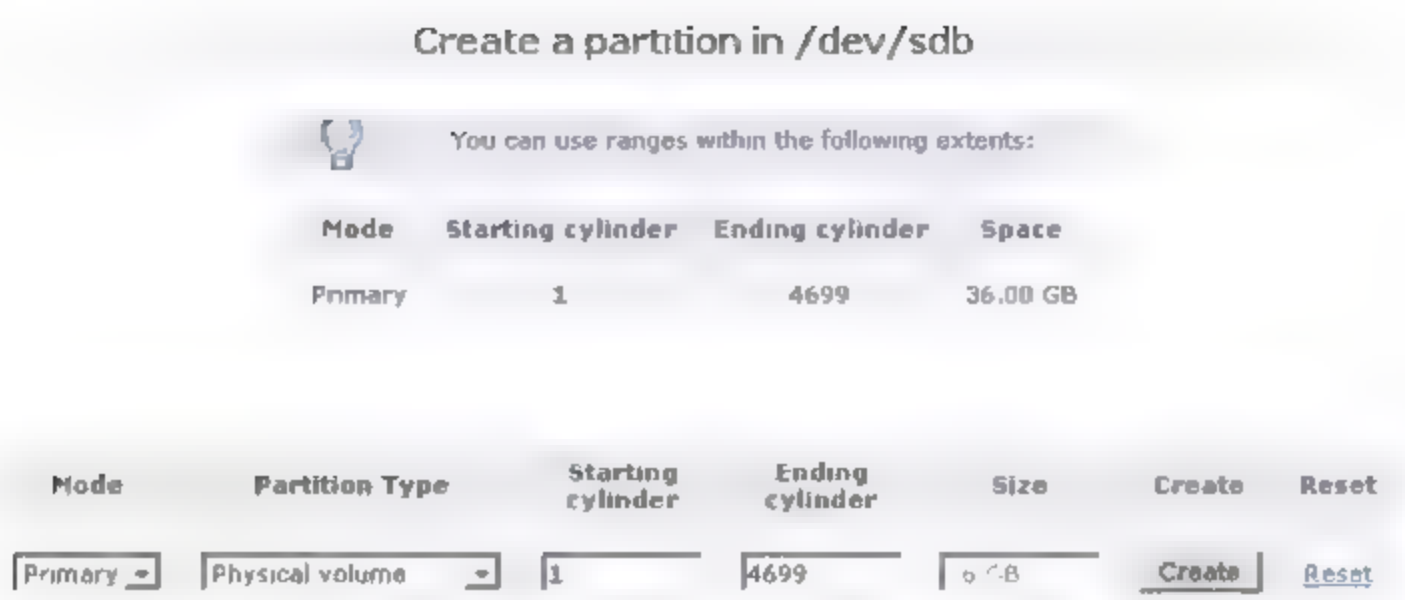 Create a partition in /dev/sdb
You can use ranges within the following extents:
Mode Starting cylinder Ending cylinder Space
Primary 1 4699 36.00 GB
Mode Partition Type Starting cylinder Ending cylinder Size Create Reset
Primary Physical volume 1 4699 GB Create Reset